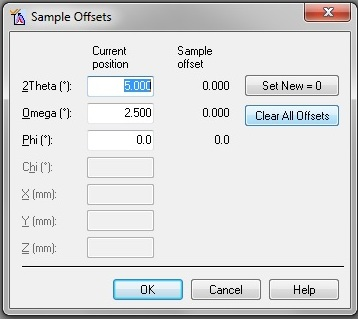 Sample Offsets
Current position
Sample offset
2Theta (°): 5.000 0.000 Set New = 0
Omega (°): 2.500 0.000 Clear All Offsets
Phi (°): 0.0 0.0
Chi (°):
X (mm):
Y (mm):
Z (mm):
OK Cancel Help